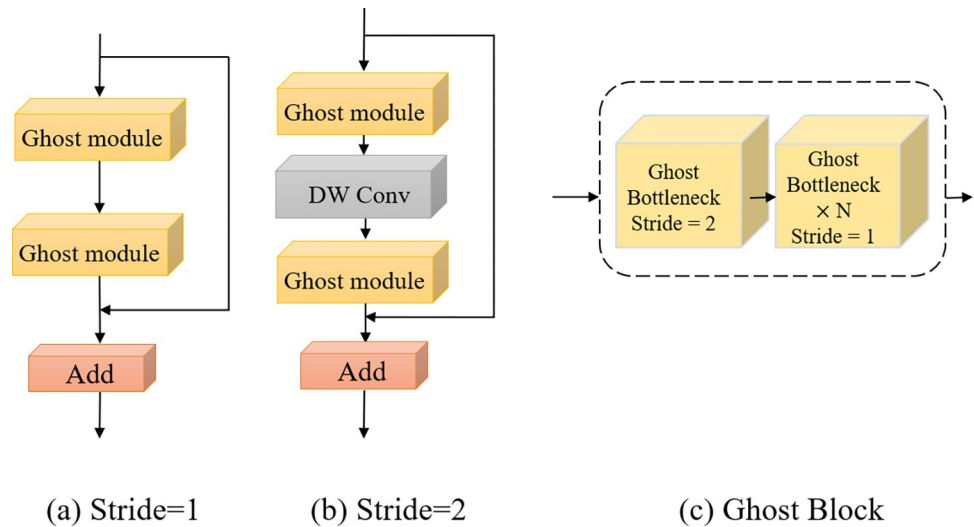 Ghost module
Ghost module
Add
(a) Stride=1
Ghost module
DW Conv
Ghost module
Add
(b) Stride=2
Ghost
Bottleneck
Stride = 2
Ghost
Bottleneck
× N
Stride = 1
(c) Ghost Block